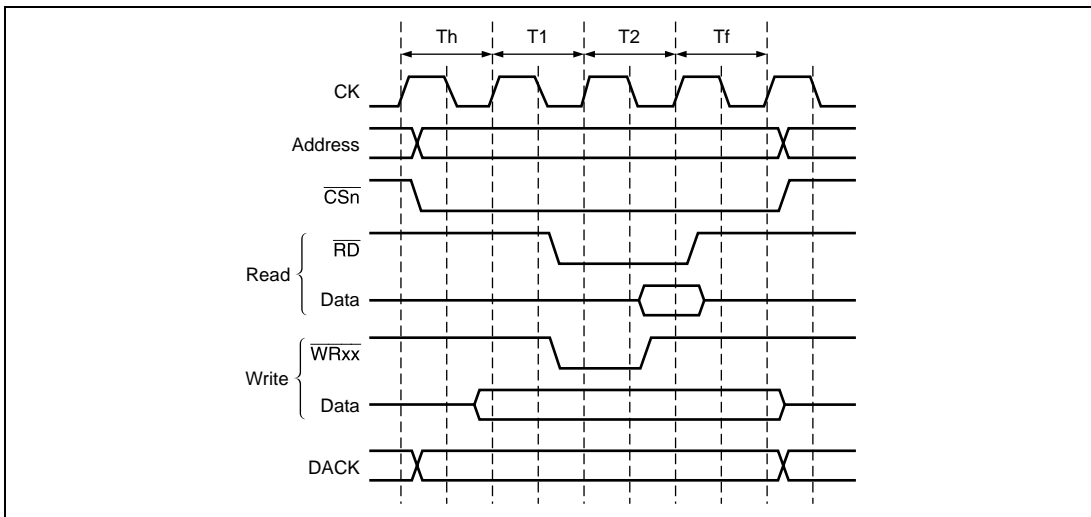 Th T1 T2 Tf
CK
Address
CSn
RD
Read
Data
WRxx
Write
Data
DACK